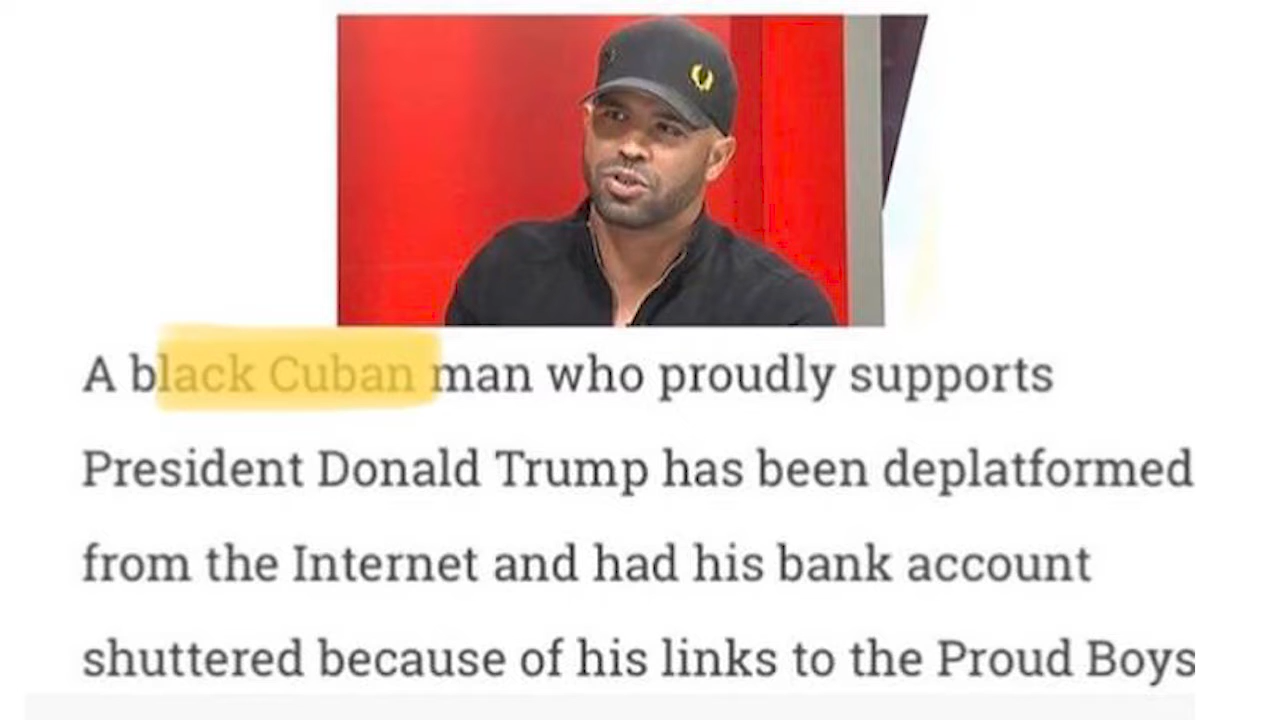 A black Cuban man who proudly supports
President Donald Trump has been deplatformed
from the Internet and had his bank account
shuttered because of his links to the Proud Boys